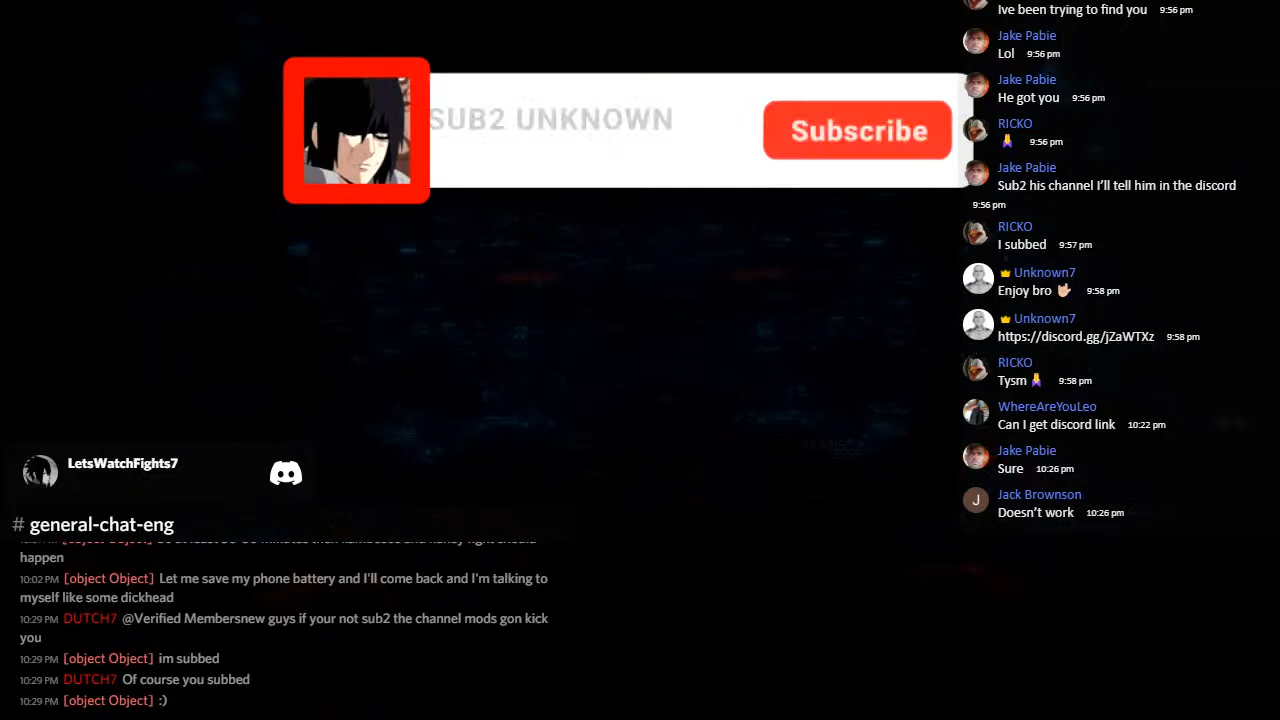 SUB2 UNKNOWN
Subscribe
Ive been trying to find you 9:56 pm
Jake Pabie
Lol 9:56 pm
Jake Pabie
He got you 9:56 pm
RICKO
9:56 pm
Jake Pabie
Sub2 his channel I’ll tell him in the discord
9:56 pm
RICKO
I subbed 9:57 pm
Unknown7
Enjoy bro 9:58 pm
Unknown7
https://discord.gg/jZaWTXz 9:58 pm
RICKO
Tysm 9:58 pm
WhereAreYouLeo
Can I get discord link 10:22 pm
Jake Pabie
Sure 10:26 pm
J
Jack Brownson
Doesn’t work 10:26 pm
LetsWatchFights7
# general-chat-eng
happen
10:02 PM [object Object] Let me save my phone battery and I'll come back and I'm talking to
myself like some dickhead
10:29 PM DUTCH7 @Verified Membersnew guys if your not sub2 the channel mods gon kick
you
10:29 PM [object Object] im subbed
10:29 PM DUTCH7 Of course you subbed
10:29 PM [object Object] :)